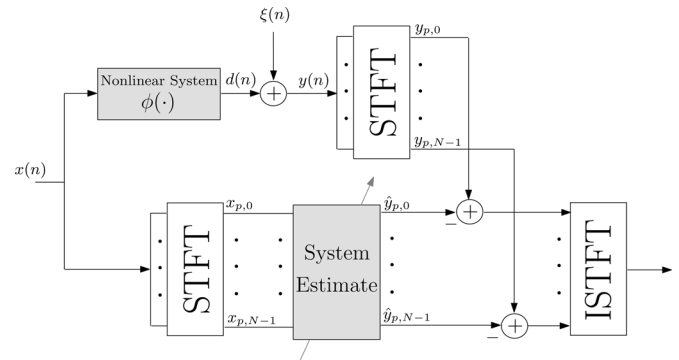 ξ(n)
y_{p,0}
Nonlinear System
φ(·)
d(n)
+
y(n)
STFT
y_{p,N−1}
x(n)
STFT
x_{p,0}
x_{p,N−1}
System
Estimate
ŷ_{p,0}
+
−
ŷ_{p,N−1}
+
−
ISTFT